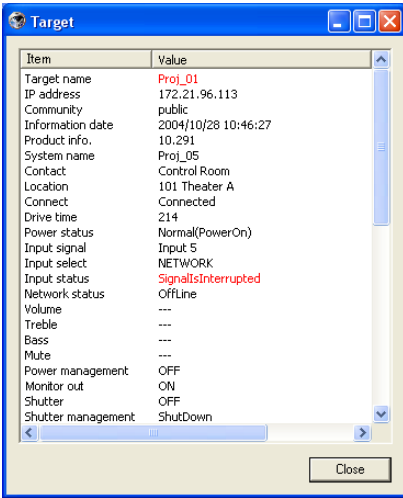 Target
Item Value
Target name Proj_01
IP address 172.21.96.113
Community public
Information date 2004/10/28 10:46:27
Product info. 10.291
System name Proj_05
Contact Control Room
Location 101 Theater A
Connect Connected
Drive time 214
Power status Normal(PowerOn)
Input signal Input 5
Input select NETWORK
Input status SignalIsInterrupted
Network status OffLine
Volume ---
Treble ---
Bass ---
Mute ---
Power management OFF
Monitor out ON
Shutter OFF
Shutter management ShutDown
Close